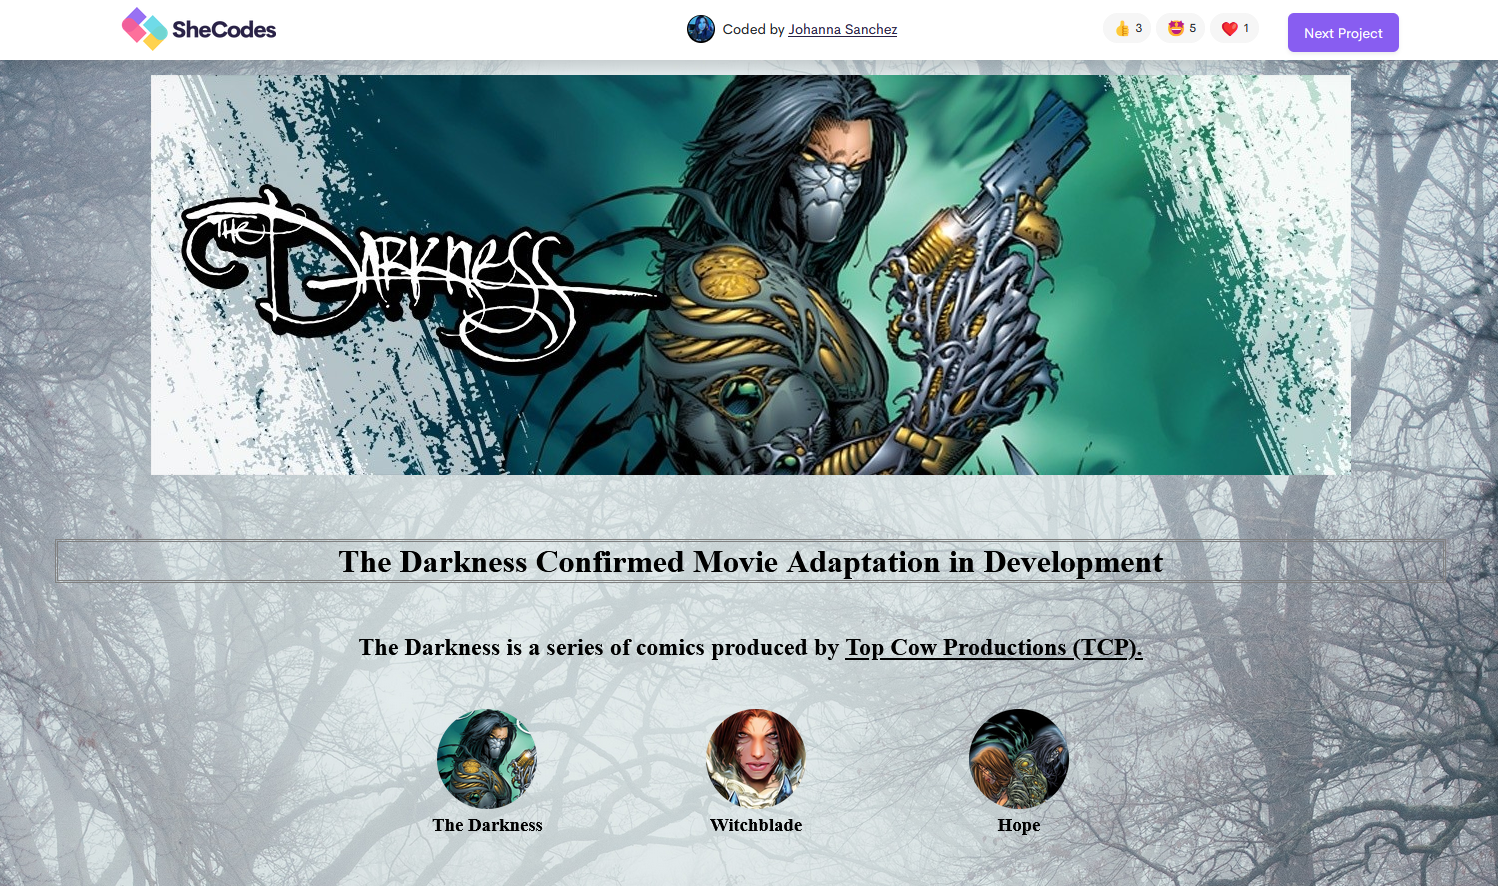 SheCodes
Coded by Johanna Sanchez
👍 3
🤩 5
❤️ 1
Next Project
THE DARKNESS
The Darkness Confirmed Movie Adaptation in Development
The Darkness is a series of comics produced by Top Cow Productions (TCP).
The Darkness
Witchblade
Hope